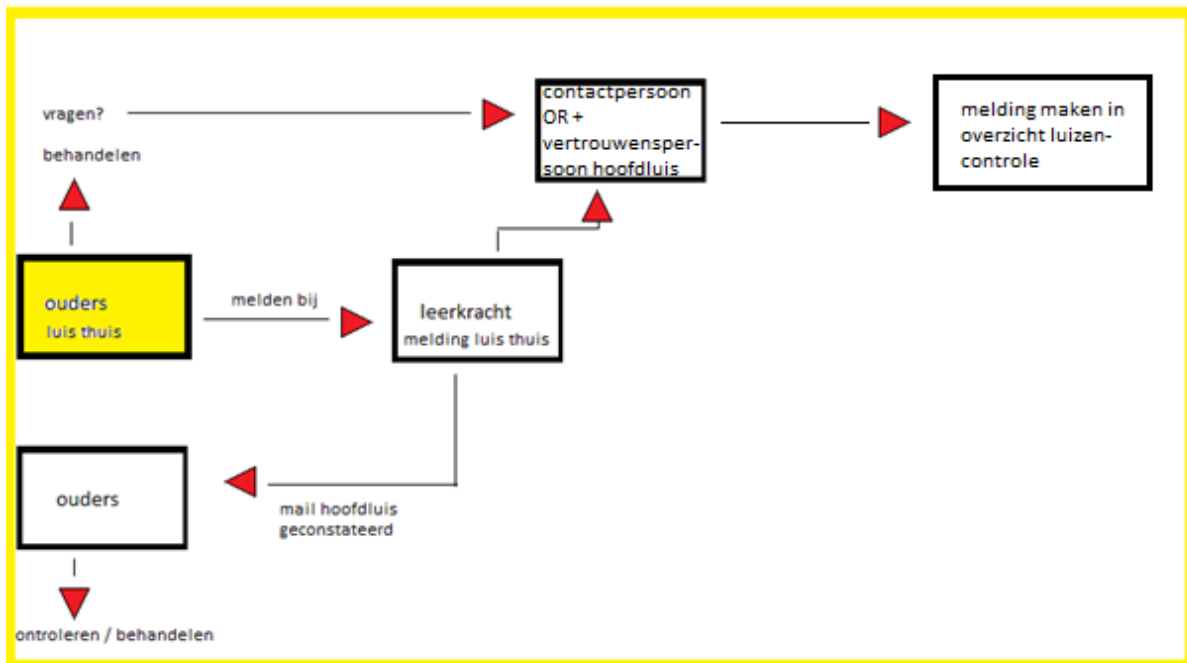 vragen?
behandelen
contactpersoon
OR +
vertrouwensper-
soon hoofdluis
melding maken in
overzicht luizen-
controle
ouders
luis thuis
melden bij
leerkracht
melding luis thuis
ouders
mail hoofdluis
geconstateerd
ontroleren / behandelen